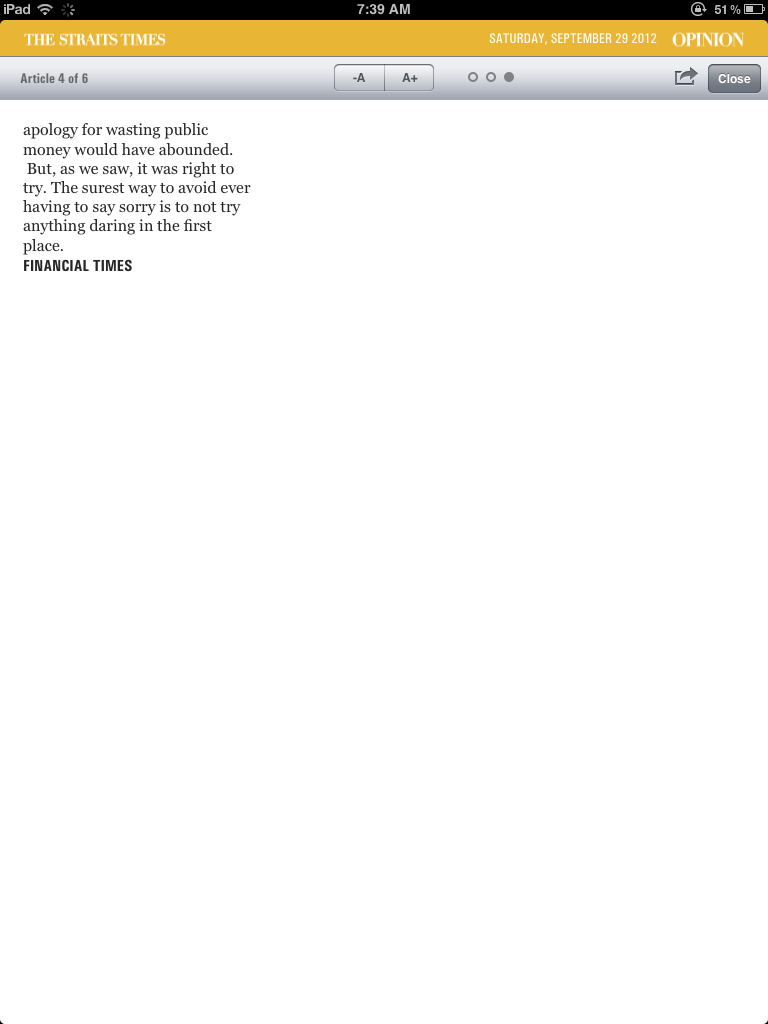 iPad 7:39 AM 51%
THE STRAITS TIMES SATURDAY, SEPTEMBER 29 2012 OPINION
Article 4 of 6 -A A+ Close
apology for wasting public
money would have abounded.
But, as we saw, it was right to
try. The surest way to avoid ever
having to say sorry is to not try
anything daring in the first
place.
FINANCIAL TIMES